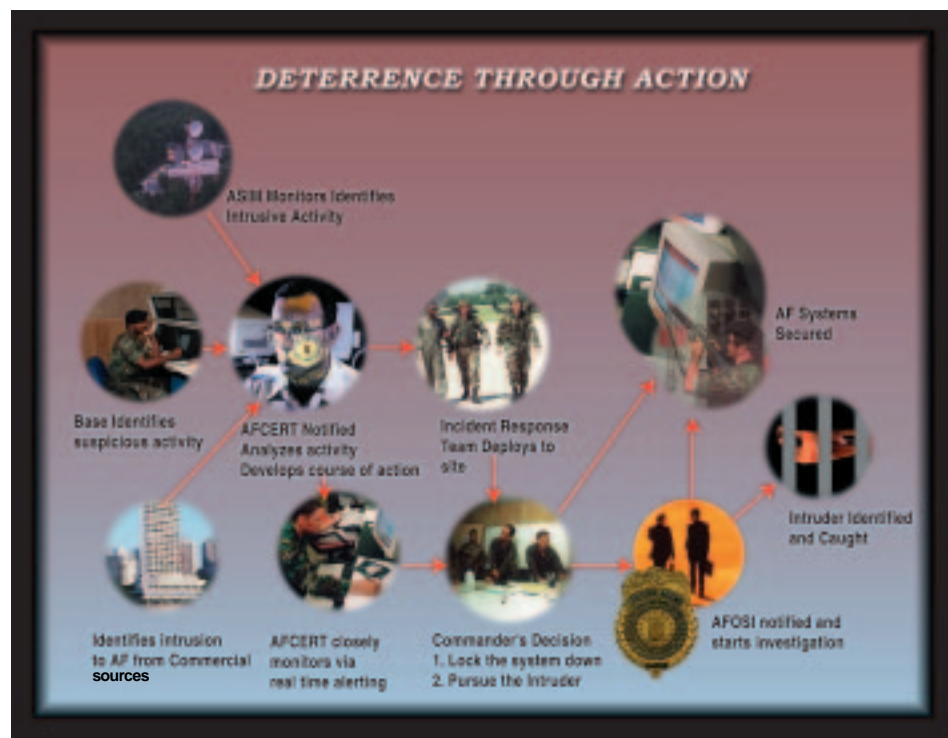 DETERRENCE THROUGH ACTION
ASIM Monitors Identifies
Intrusive Activity
Base Identifies
suspicious activity
AFCERT Notified
Analyzes activity
Develops course of action
Incident Response
Team Deploys to
site
AF Systems
Secured
Intruder Identified
and Caught
Identifies intrusion
to AF from Commercial
sources
AFCERT closely
monitors via
real time alerting
Commander's Decision
1. Lock the system down
2. Pursue the Intruder
AFOSI notified and
starts investigation